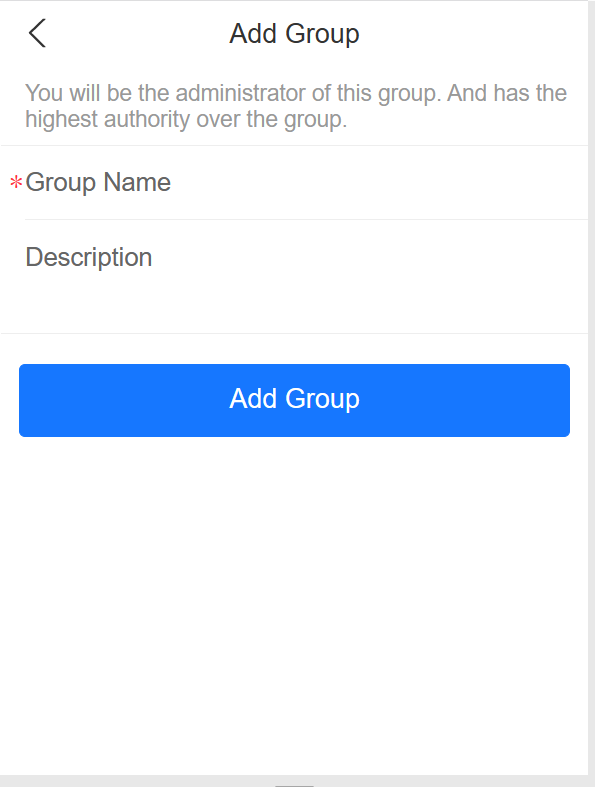 Add Group
You will be the administrator of this group. And has the
highest authority over the group.
*Group Name
Description
Add Group